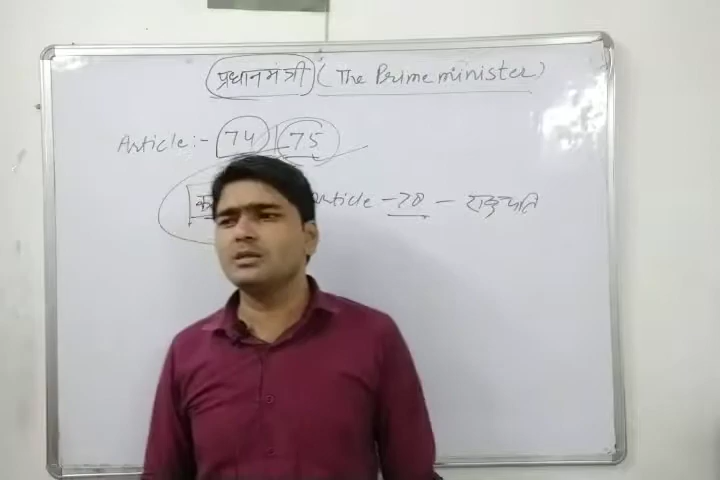 प्रधानमंत्री (The Prime minister)
Article:- 74 75
Article - 78 - राष्ट्रपति